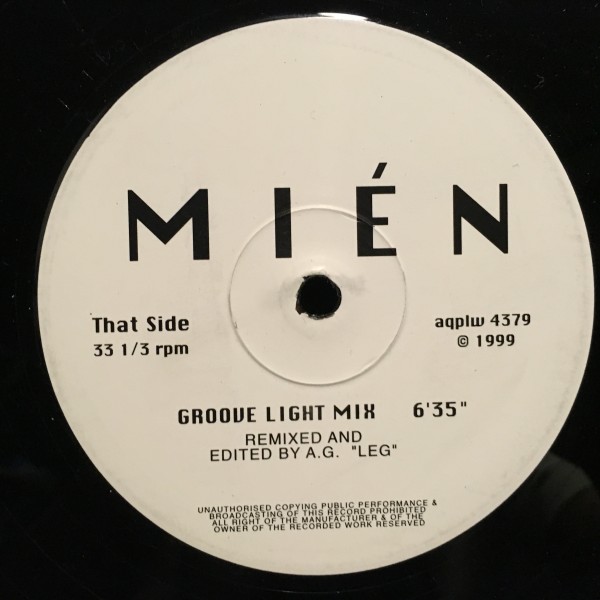 MIÉN
That Side
33 1/3 rpm
aqplw 4379
© 1999
GROOVE LIGHT MIX 6'35"
REMIXED AND
EDITED BY A.G. "LEG"
UNAUTHORISED COPYING PUBLIC PERFORMANCE &
BROADCASTING OF THIS RECORD PROHIBITED
ALL RIGHT OF THE MANUFACTURER & OF THE
OWNER OF THE RECORDED WORK RESERVED